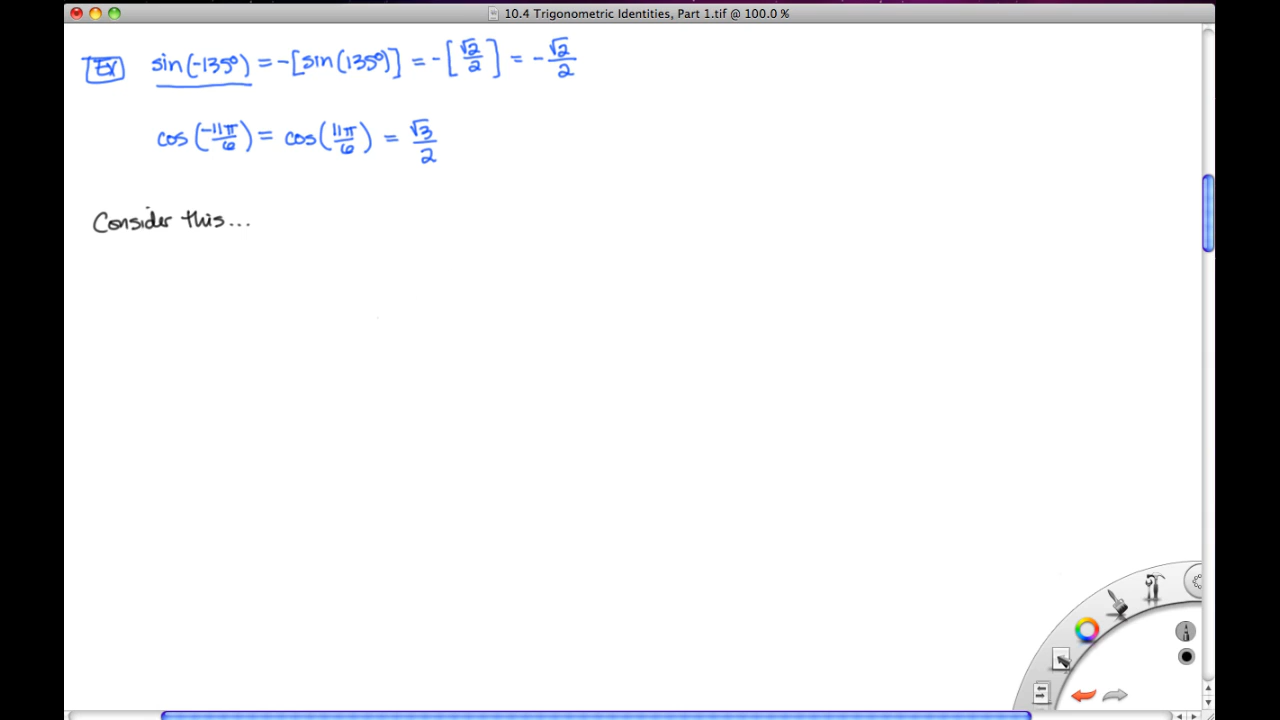 10.4 Trigonometric Identities, Part 1.tif @ 100.0 %
Ex sin(-135°) = -[sin(135°)] = -[√2/2] = -√2/2
cos(-11π/6) = cos(11π/6) = √3/2
Consider this...